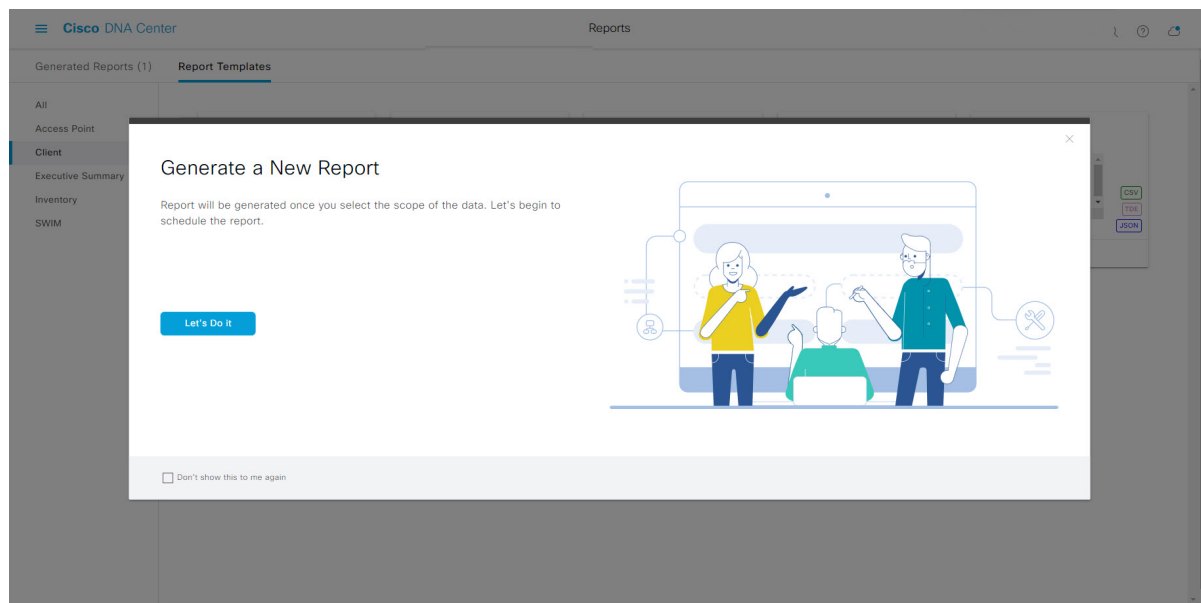 Cisco DNA Center
Reports
Generated Reports (1)
Report Templates
All
Access Point
Client
Executive Summary
Inventory
SWIM
Generate a New Report
Report will be generated once you select the scope of the data. Let's begin to
schedule the report.
Let's Do it
Don't show this to me again
CSV
TDE
JSON